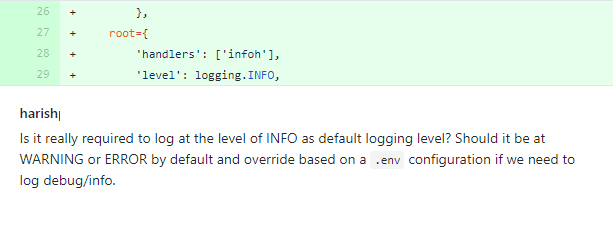 26 + },
27 + root={
28 + 'handlers': ['infoh'],
29 + 'level': logging.INFO,
harish
Is it really required to log at the level of INFO as default logging level? Should it be at
WARNING or ERROR by default and override based on a .env configuration if we need to
log debug/info.